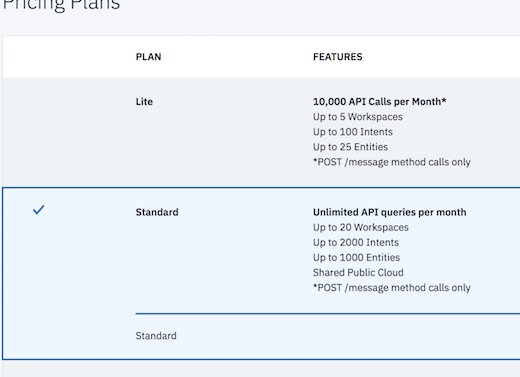 Pricing Plans
PLAN FEATURES
Lite 10,000 API Calls per Month*
Up to 5 Workspaces
Up to 100 Intents
Up to 25 Entities
*POST /message method calls only
Standard Unlimited API queries per month
Up to 20 Workspaces
Up to 2000 Intents
Up to 1000 Entities
Shared Public Cloud
*POST /message method calls only
Standard